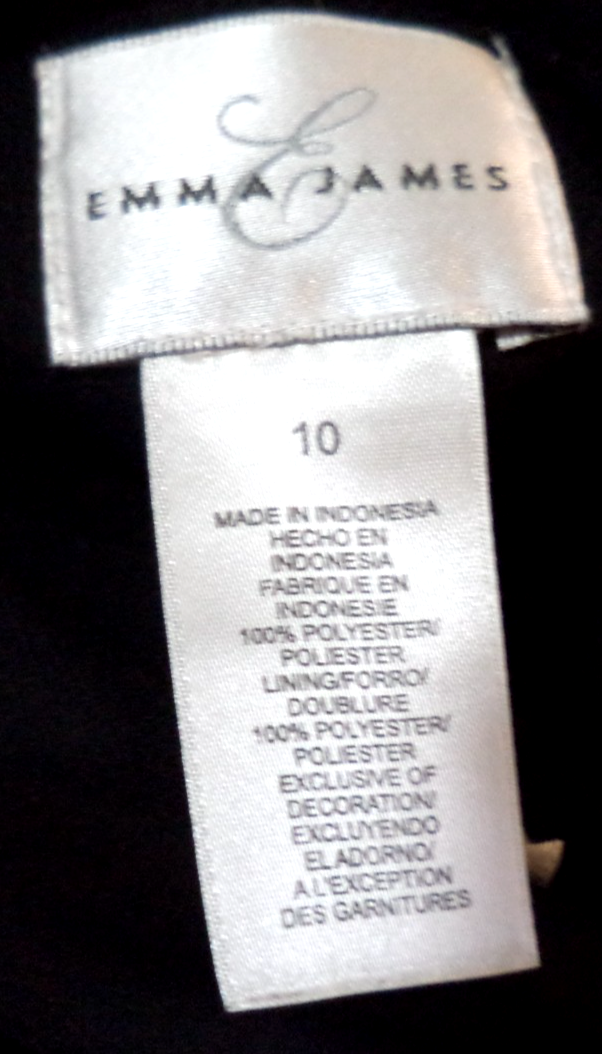 E
EMMA JAMES
10
MADE IN INDONESIA
HECHO EN
INDONESIA
FABRIQUE EN
INDONESIE
100% POLYESTER/
POLIESTER
LINING/FORRO/
DOUBLURE
100% POLYESTER/
POLIESTER
EXCLUSIVE OF
DECORATION/
EXCLUYENDO
EL ADORNO/
A L'EXCEPTION
DES GARNITURES